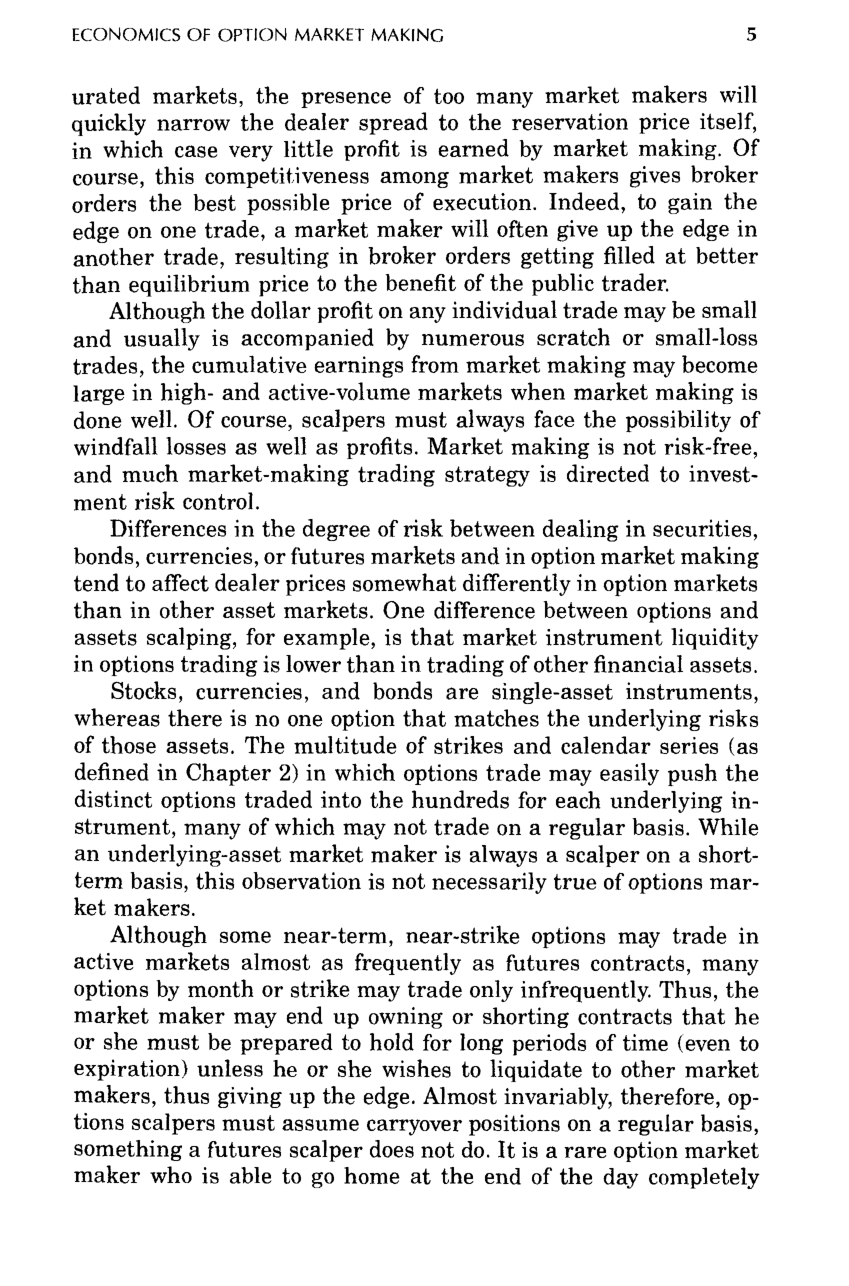 ECONOMICS OF OPTION MARKET MAKING 5
urated markets, the presence of too many market makers will
quickly narrow the dealer spread to the reservation price itself,
in which case very little profit is earned by market making. Of
course, this competitiveness among market makers gives broker
orders the best possible price of execution. Indeed, to gain the
edge on one trade, a market maker will often give up the edge in
another trade, resulting in broker orders getting filled at better
than equilibrium price to the benefit of the public trader.
Although the dollar profit on any individual trade may be small
and usually is accompanied by numerous scratch or small-loss
trades, the cumulative earnings from market making may become
large in high- and active-volume markets when market making is
done well. Of course, scalpers must always face the possibility of
windfall losses as well as profits. Market making is not risk-free,
and much market-making trading strategy is directed to invest-
ment risk control.
Differences in the degree of risk between dealing in securities,
bonds, currencies, or futures markets and in option market making
tend to affect dealer prices somewhat differently in option markets
than in other asset markets. One difference between options and
assets scalping, for example, is that market instrument liquidity
in options trading is lower than in trading of other financial assets.
Stocks, currencies, and bonds are single-asset instruments,
whereas there is no one option that matches the underlying risks
of those assets. The multitude of strikes and calendar series (as
defined in Chapter 2) in which options trade may easily push the
distinct options traded into the hundreds for each underlying in-
strument, many of which may not trade on a regular basis. While
an underlying-asset market maker is always a scalper on a short-
term basis, this observation is not necessarily true of options mar-
ket makers.
Although some near-term, near-strike options may trade in
active markets almost as frequently as futures contracts, many
options by month or strike may trade only infrequently. Thus, the
market maker may end up owning or shorting contracts that he
or she must be prepared to hold for long periods of time (even to
expiration) unless he or she wishes to liquidate to other market
makers, thus giving up the edge. Almost invariably, therefore, op-
tions scalpers must assume carryover positions on a regular basis,
something a futures scalper does not do. It is a rare option market
maker who is able to go home at the end of the day completely